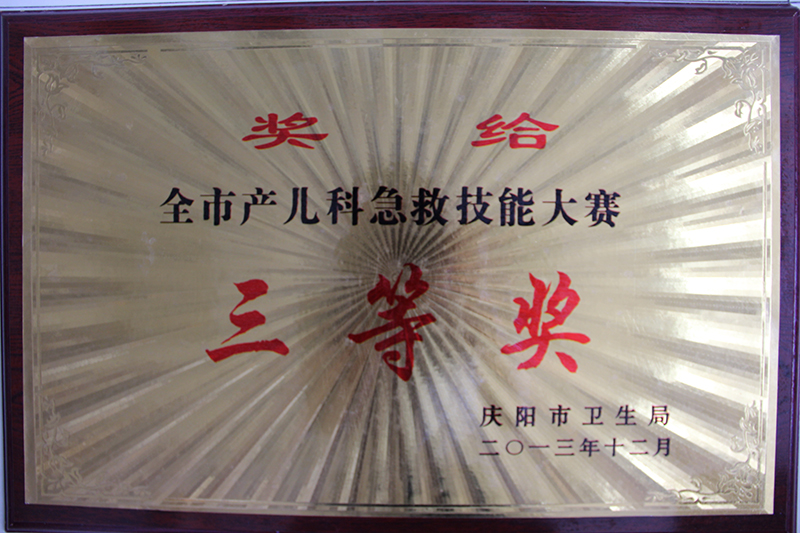 奖给
全市产儿科急救技能大赛
三等奖
庆阳市卫生局
二〇一三年十二月